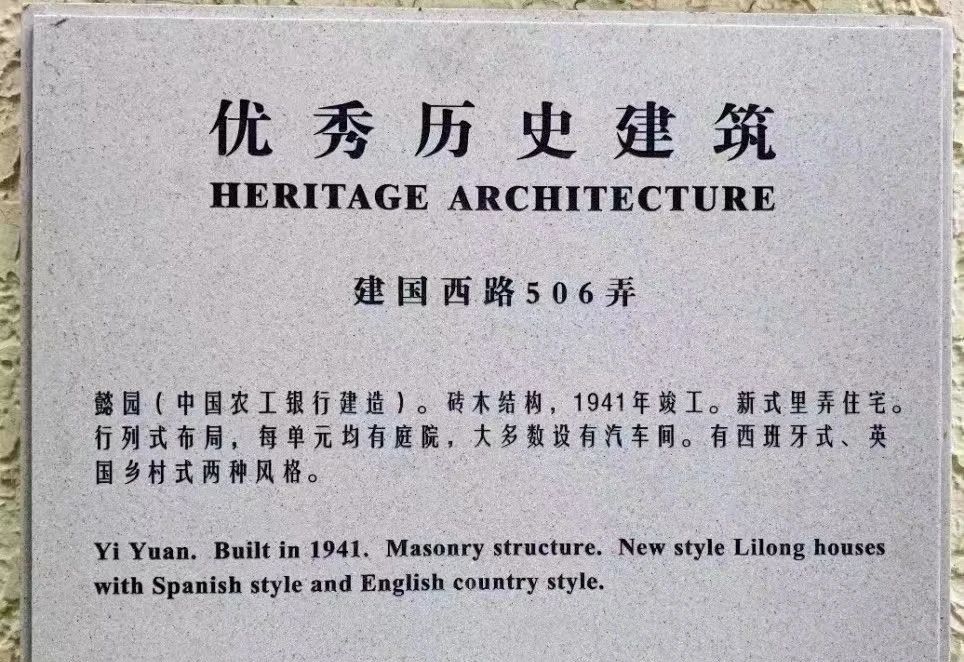 优秀历史建筑
HERITAGE ARCHITECTURE
建国西路506弄
懿园(中国农工银行建造)。砖木结构,1941年竣工。新式里弄住宅。
行列式布局,每单元均有庭院,大多数设有汽车间。有西班牙式、英
国乡村式两种风格。
Yi Yuan. Built in 1941. Masonry structure. New style Lilong houses
with Spanish style and English country style.